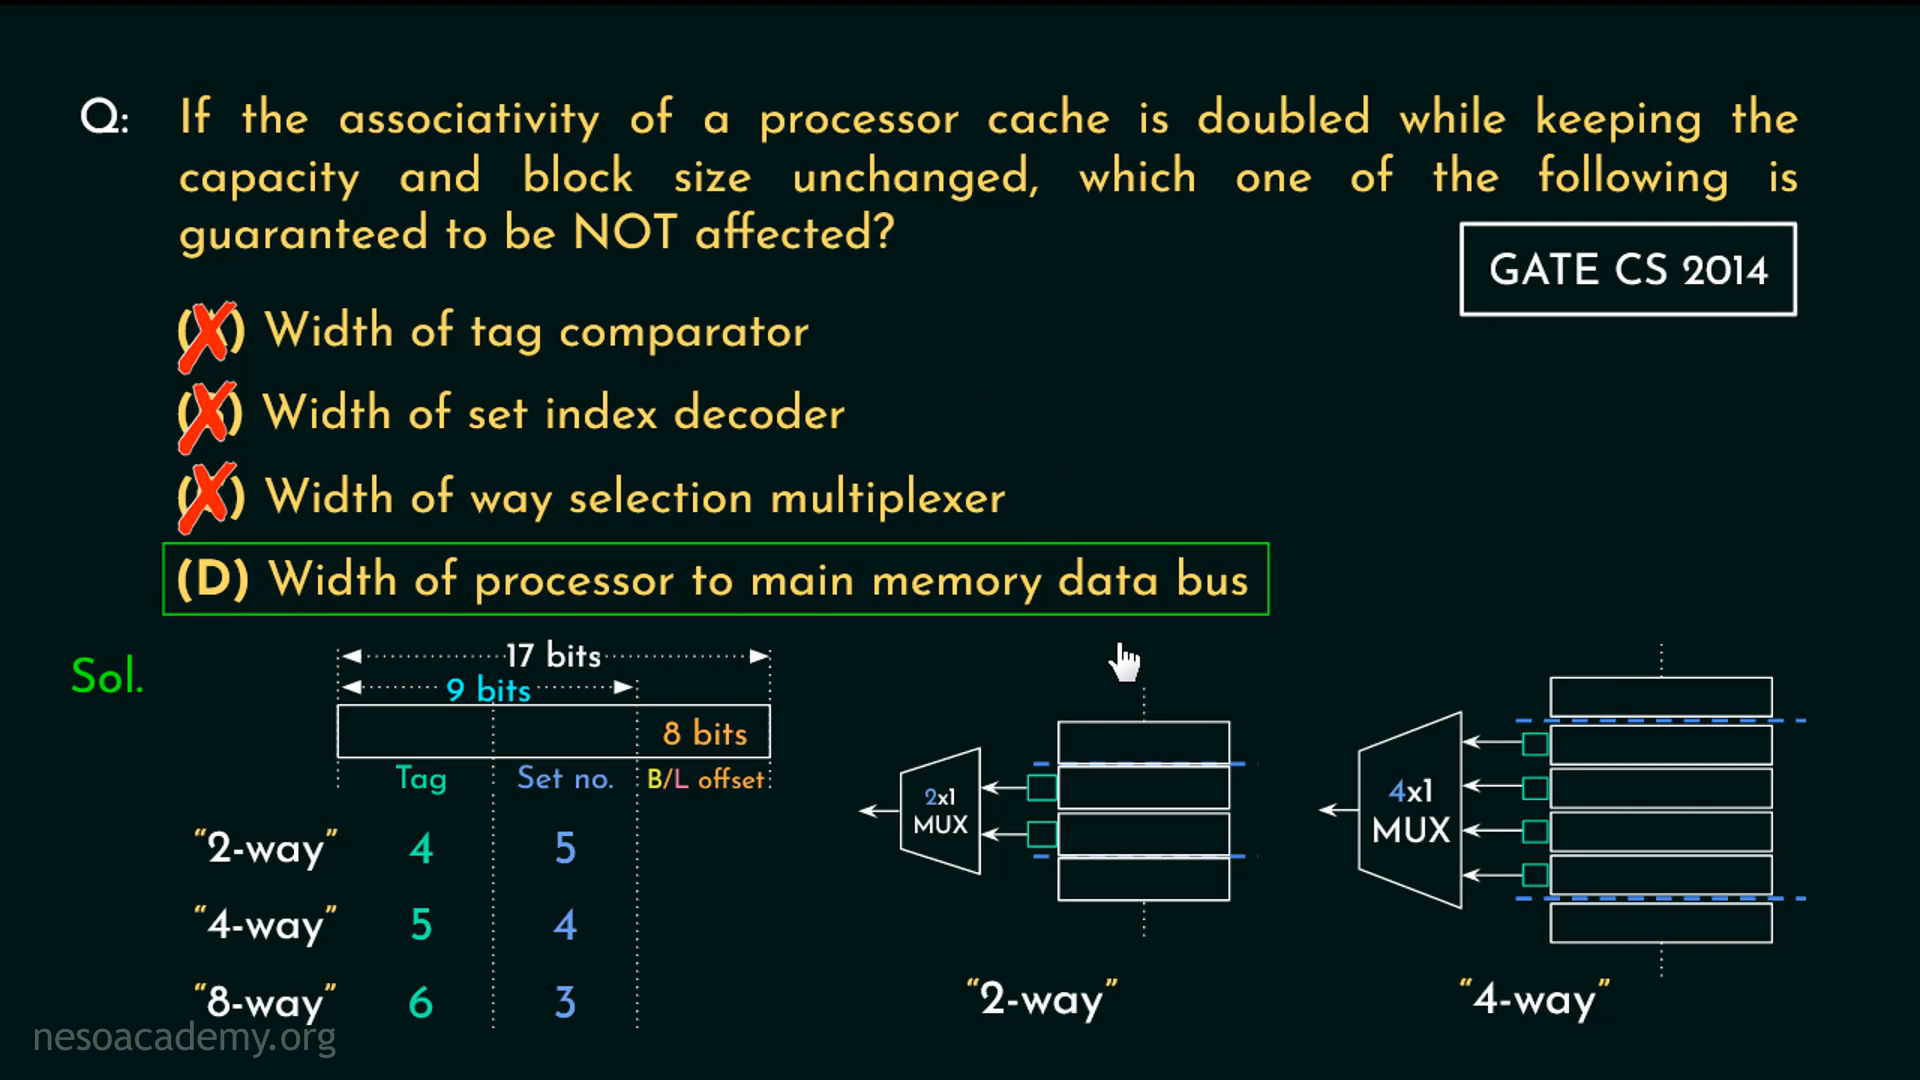 Q: If the associativity of a processor cache is doubled while keeping the
capacity and block size unchanged, which one of the following is
guaranteed to be NOT affected?
GATE CS 2014
( ) Width of tag comparator
( ) Width of set index decoder
( ) Width of way selection multiplexer
(D) Width of processor to main memory data bus
Sol.
17 bits
9 bits
8 bits
Tag Set no. B/L offset
"2-way" 4 5
"4-way" 5 4
"8-way" 6 3
2x1
MUX
"2-way"
4x1
MUX
"4-way"
nesoacademy.org